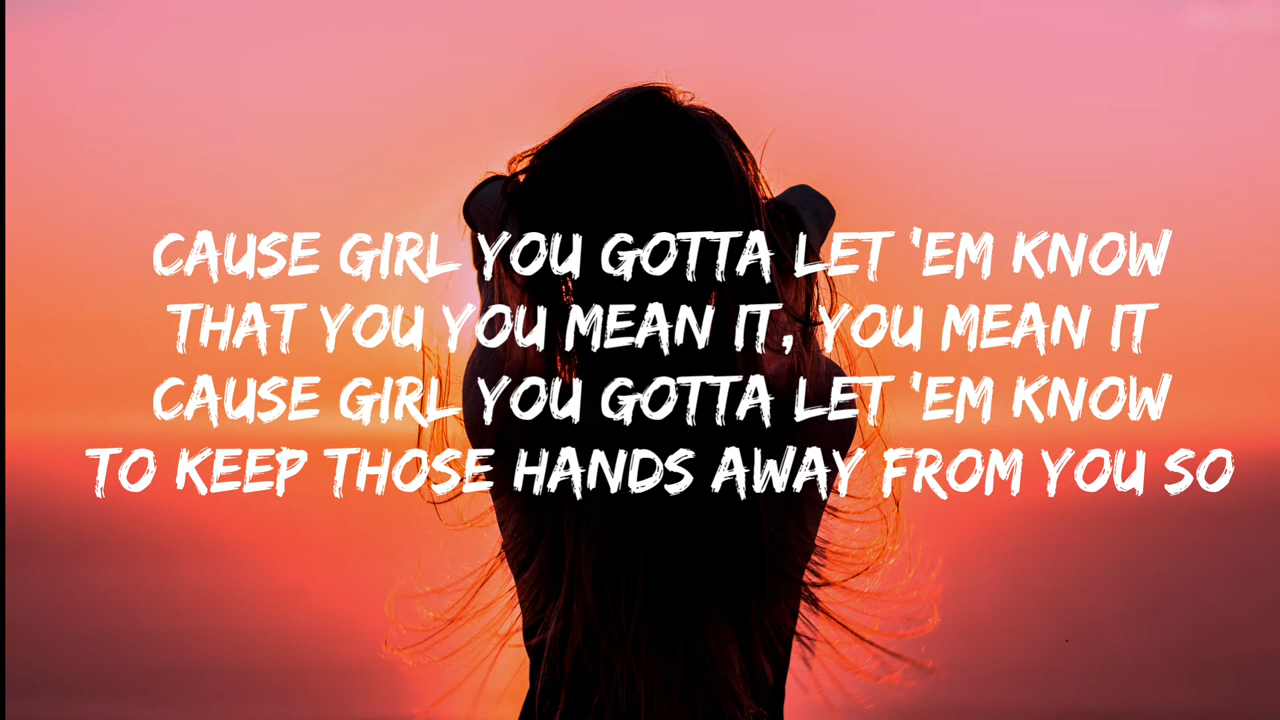 CAUSE GIRL YOU GOTTA LET 'EM KNOW
THAT YOU YOU MEAN IT, YOU MEAN IT
CAUSE GIRL YOU GOTTA LET 'EM KNOW
TO KEEP THOSE HANDS AWAY FROM YOU SO